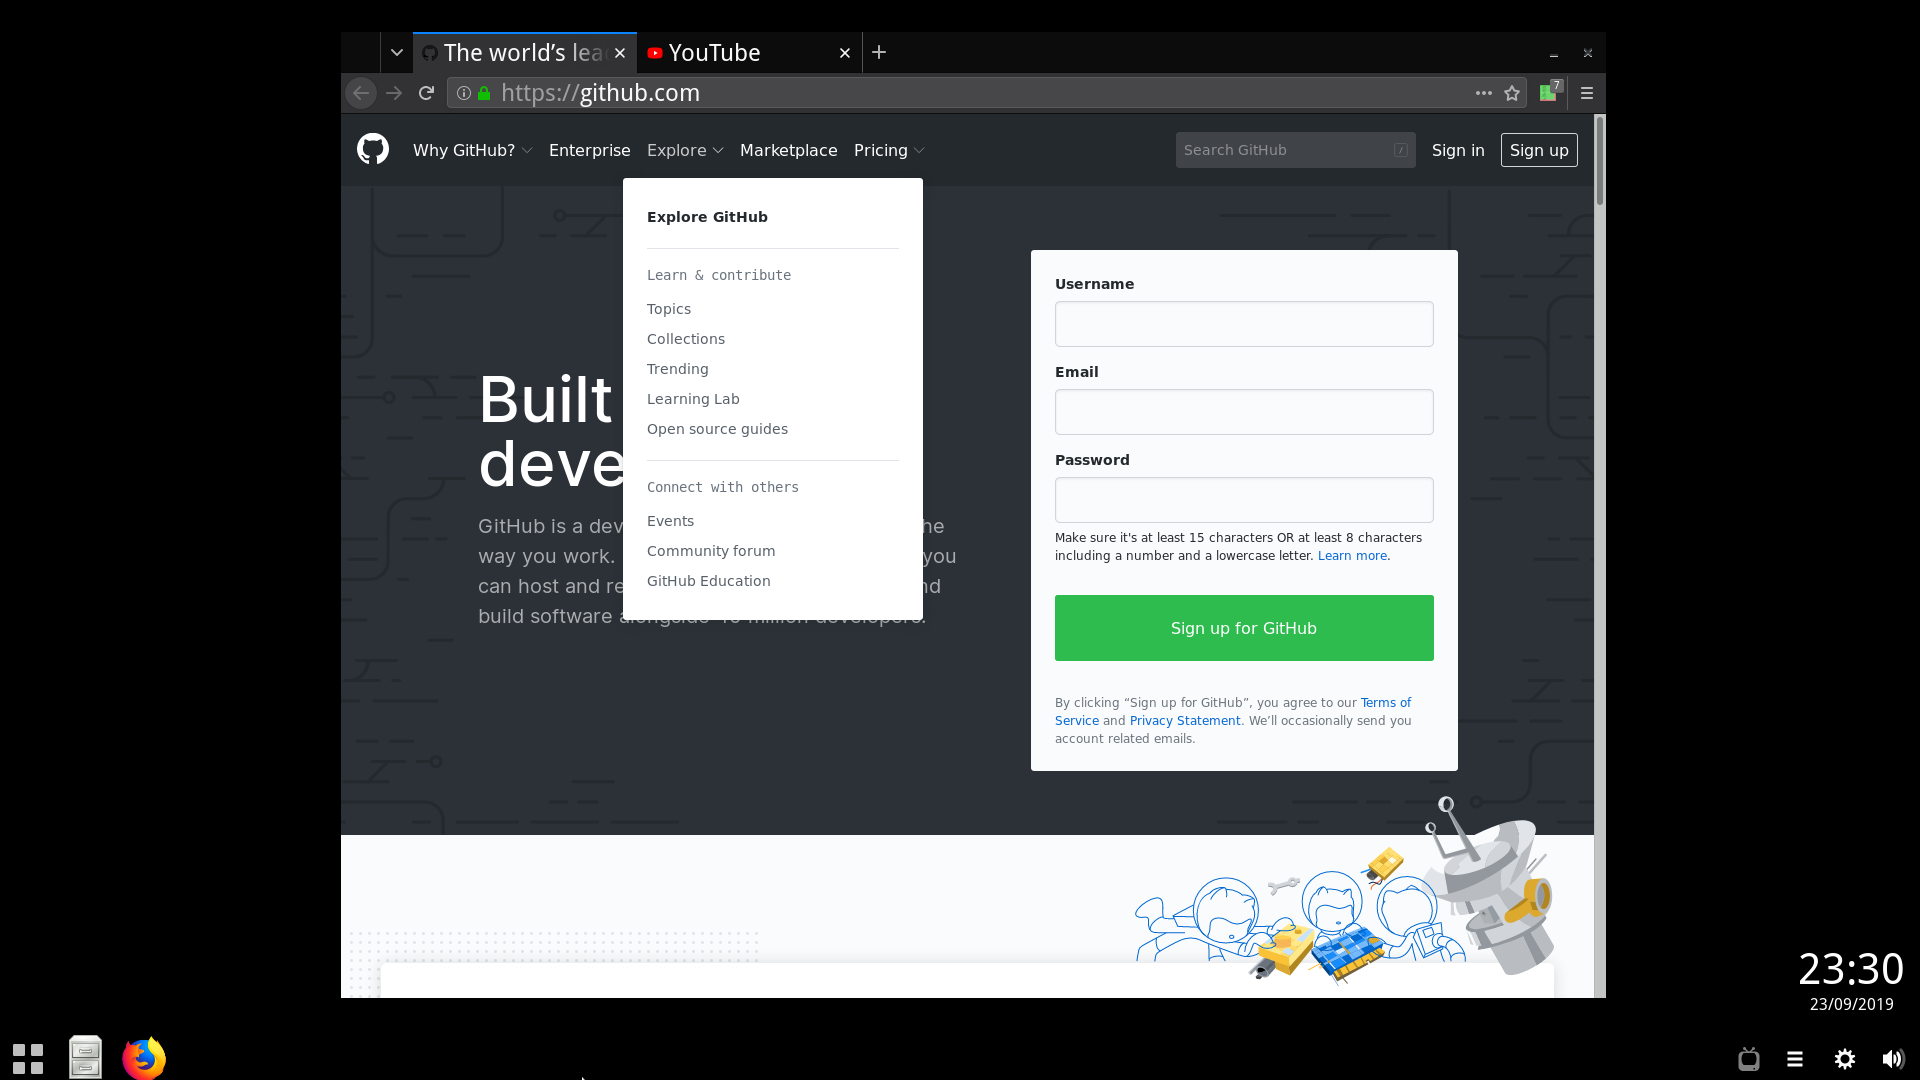 The world's lea
YouTube
https://github.com
7
Why GitHub?
Enterprise
Explore
Marketplace
Pricing
Search GitHub
/
Sign in
Sign up
Explore GitHub
Learn & contribute
Topics
Collections
Trending
Learning Lab
Open source guides
Connect with others
Events
Community forum
GitHub Education
Built
deve
GitHub is a dev he
way you work. you
can host and re nd
build software
Username
Email
Password
Make sure it's at least 15 characters OR at least 8 characters
including a number and a lowercase letter. Learn more.
Sign up for GitHub
By clicking “Sign up for GitHub”, you agree to our Terms of
Service and Privacy Statement. We’ll occasionally send you
account related emails.
23:30
23/09/2019